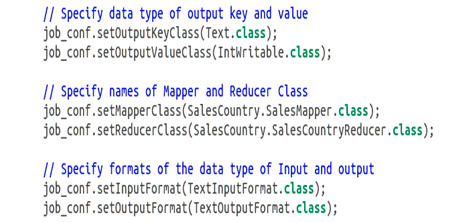 // Specify data type of output key and value
job_conf.setOutputKeyClass(Text.class);
job_conf.setOutputValueClass(IntWritable.class);
// Specify names of Mapper and Reducer Class
job_conf.setMapperClass(SalesCountry.SalesMapper.class);
job_conf.setReducerClass(SalesCountry.SalesCountryReducer.class);
// Specify formats of the data type of Input and output
job_conf.setInputFormat(TextInputFormat.class);
job_conf.setOutputFormat(TextOutputFormat.class);